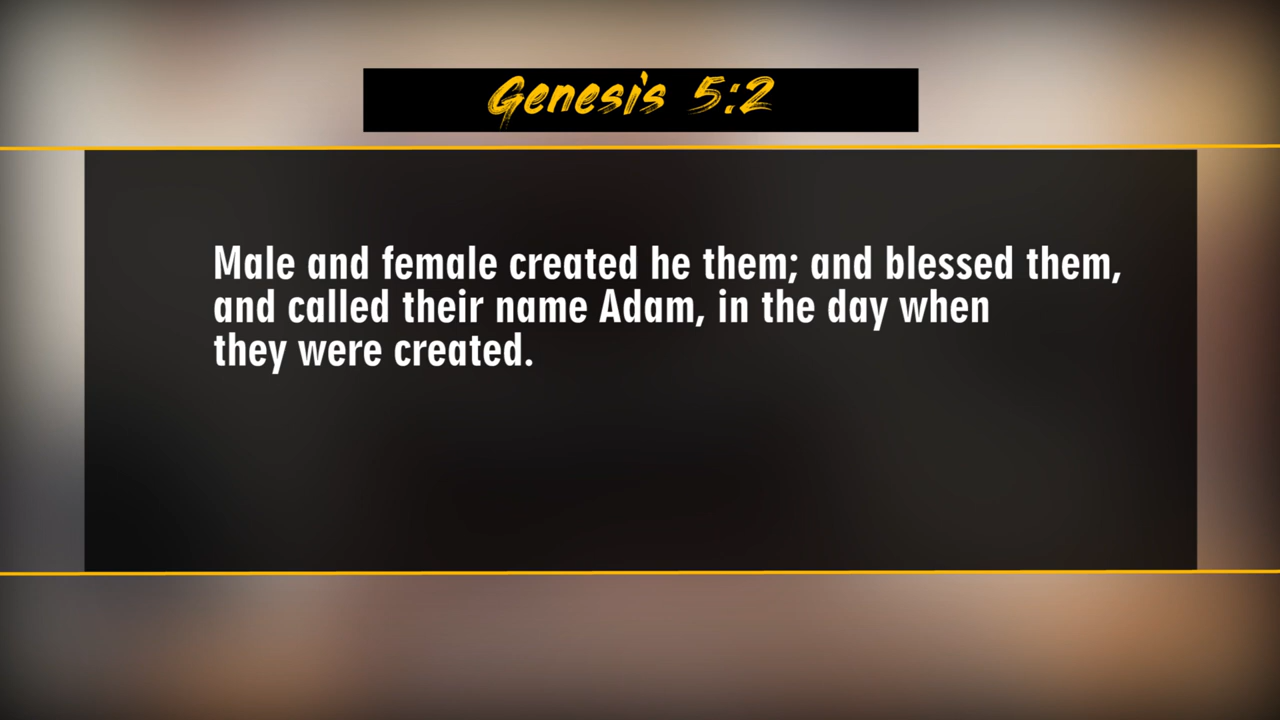 Genesis 5:2
Male and female created he them; and blessed them,
and called their name Adam, in the day when
they were created.